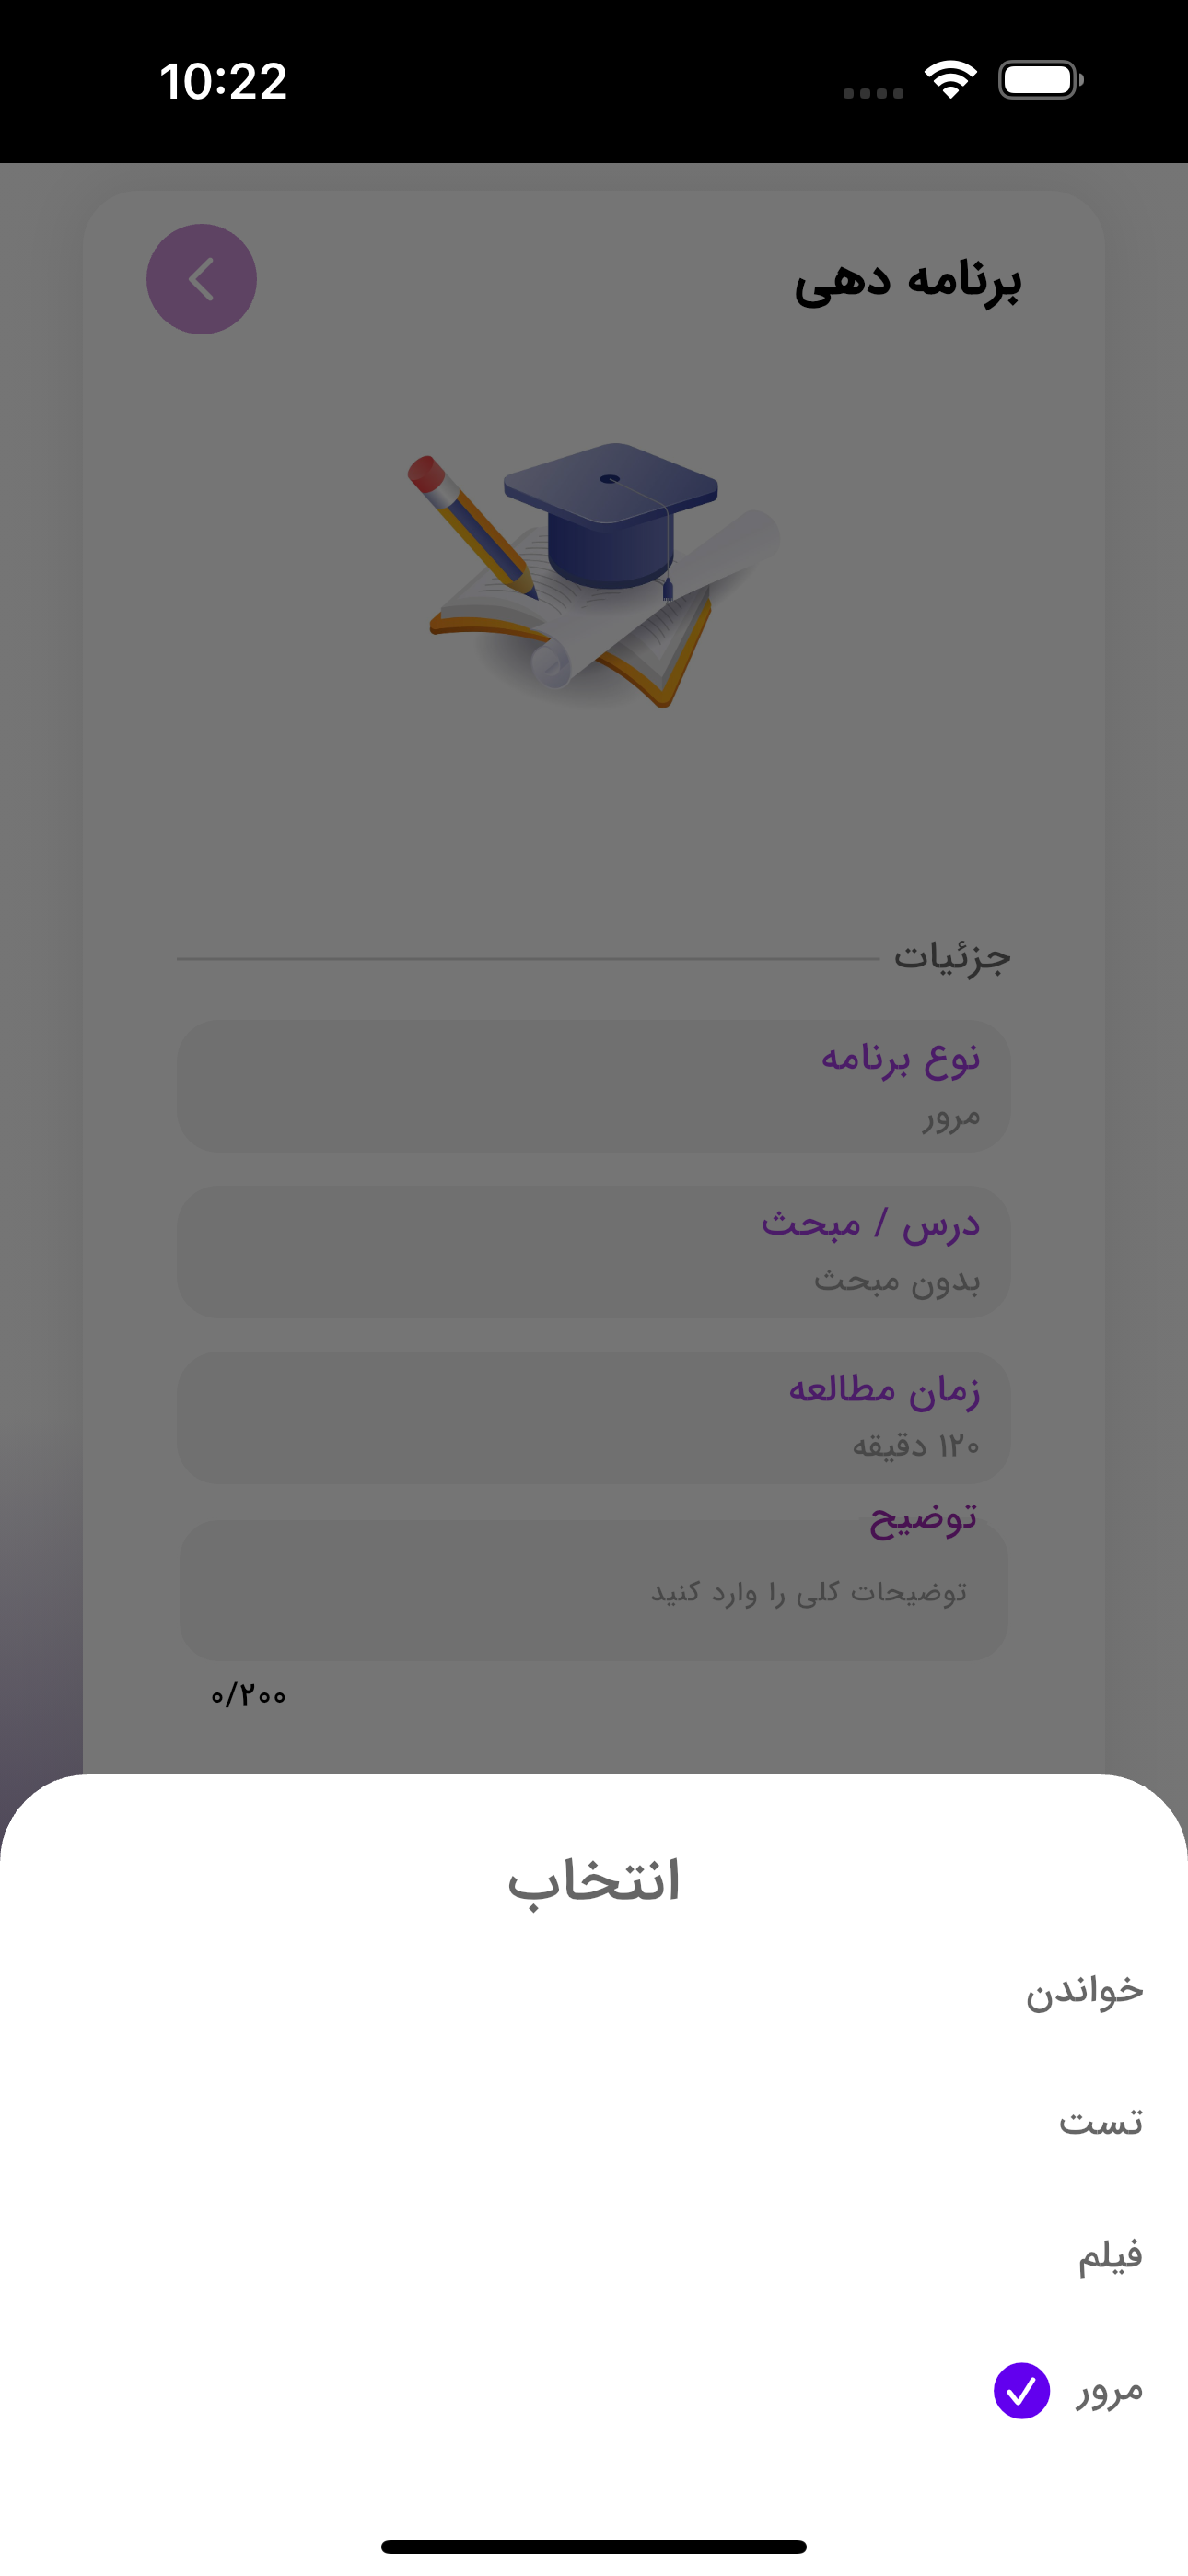 10:22
برنامه دهی
جزئیات
نوع برنامه
مرور
درس / مبحث
بدون مبحث
زمان مطالعه
۱۲۰ دقیقه
توضیح
توضیحات کلی را وارد کنید
۰/۲۰۰
انتخاب
خواندن
تست
فیلم
مرور